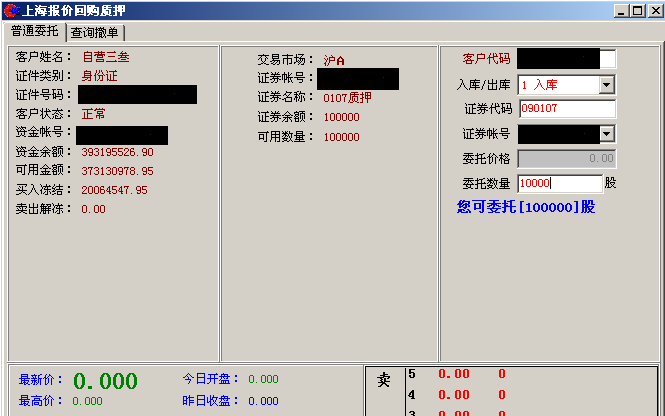 上海报价回购质押
普通委托 查询撤单
客户姓名： 自营三叁
证件类别： 身份证
证件号码：
客户状态： 正常
资金帐号：
资金余额： 393195526.90
可用金额： 373130978.95
买入冻结： 20064547.95
卖出解冻： 0.00
交易市场： 沪A
证券帐号：
证券名称： 0107质押
证券余额： 100000
可用数量： 100000
客户代码
入库/出库 1 入库
证券代码 090107
证券帐号
委托价格 0.00
委托数量 10000 股
您可委托[100000]股
最新价： 0.000 今日开盘： 0.000
最高价： 0.000 昨日收盘： 0.000
卖
5 0.00 0
4 0.00 0
3 0.00 0